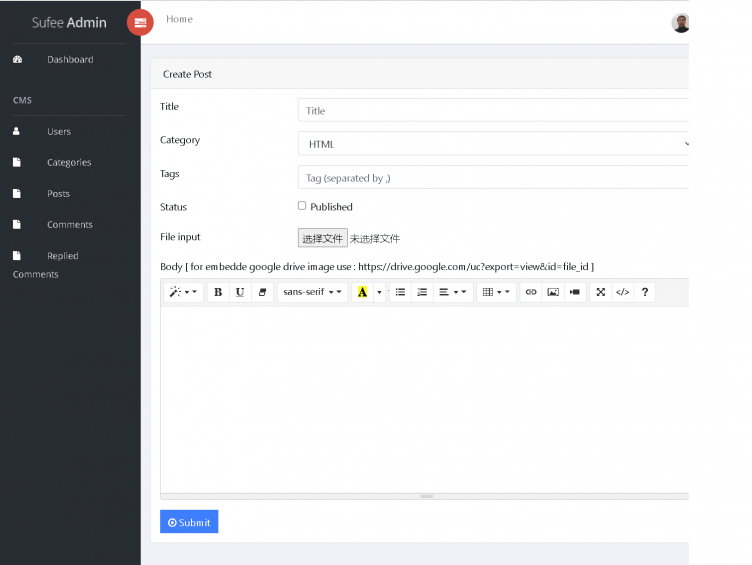 Sufee Admin
Home
Dashboard
CMS
Users
Categories
Posts
Comments
Replied
Comments
Create Post
Title
Title
Category
HTML
Tags
Tag (separated by ,)
Status
Published
File input
选择文件 未选择文件
Body [ for embedde google drive image use : https://drive.google.com/uc?export=view&id=file_id ]
B U sans-serif A </> ?
Submit